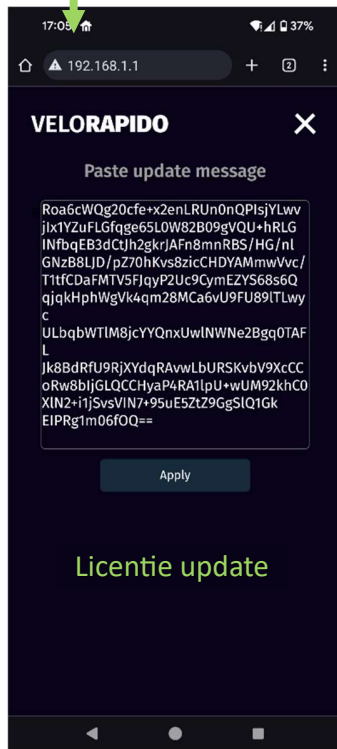 17:05 37%
192.168.1.1 2
VELORAPIDO
Paste update message
Roa6cWQg20cfe+x2enLRUn0nQPIsjYLwv
jIx1YZuFLGfqge65L0W82B09gVQU+hRLG
INfbqEB3dCtJh2gkrJAFn8mnRBS/HG/nl
GNzB8LJD/pZ70hKvs8zicCHDYAMmwVvc/
T1tfCDaFMTV5FJqyP2Uc9CymEZYS68s6Q
qjqkHphWgVk4qm28MCa6vU9FU89lTLwy
c
ULbqbWTlM8jcYYQnxUwlNWNe2Bgq0TAF
L
Jk8BdRfU9RjXYdqRAvwLbURSKvbV9XcCC
oRw8bIjGLQCCHyaP4RA1lpU+wUM92khC0
XlN2+i1jSvsVIN7+95uE5ZtZ9GgSlQ1Gk
EIPRg1m06fOQ==
Apply
Licentie update